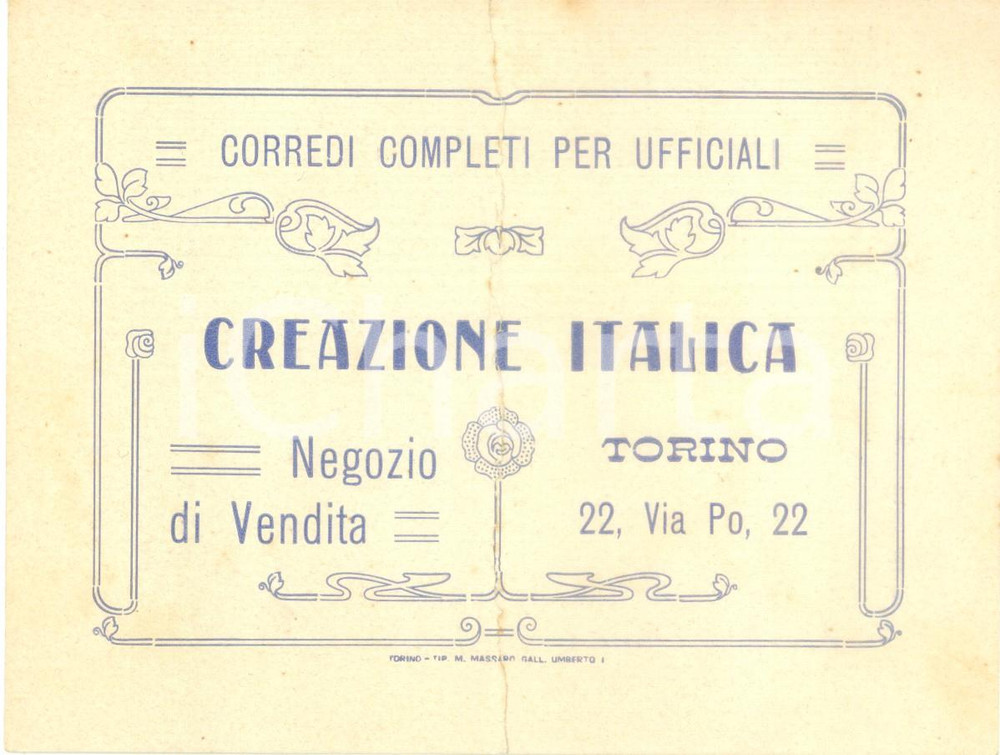 CORREDI COMPLETI PER UFFICIALI
CREAZIONE ITALICA
Negozio
di Vendita
TORINO
22, Via Po, 22
TORINO - TIP. M. MASSARO GALL. UMBERTO I
iCharta